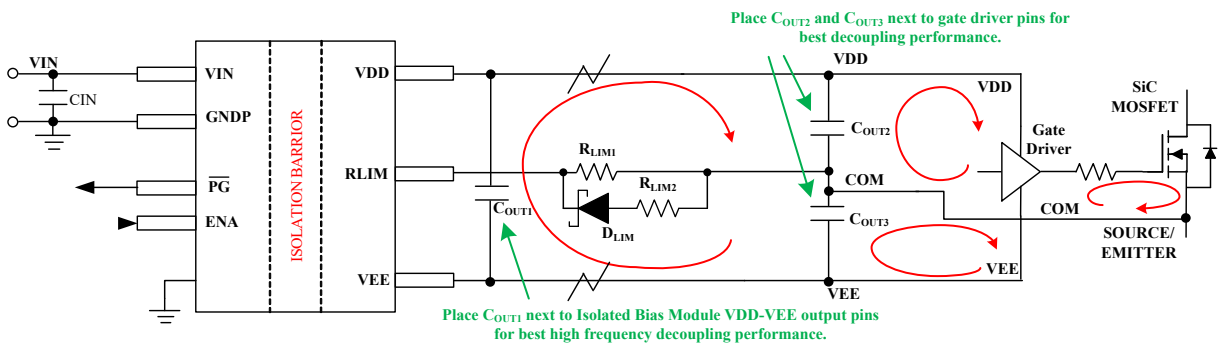 Place COUT2 and COUT3 next to gate driver pins for
best decoupling performance.
VIN
VIN
CIN
GNDP
PG
ENA
ISOLATION BARRIER
VDD
RLIM
VEE
COUT1
RLIM1
RLIM2
DLIM
VDD
COUT2
COM
COUT3
VEE
VDD
Gate
Driver
VEE
SiC
MOSFET
COM
SOURCE/
EMITTER
Place COUT1 next to Isolated Bias Module VDD-VEE output pins
for best high frequency decoupling performance.